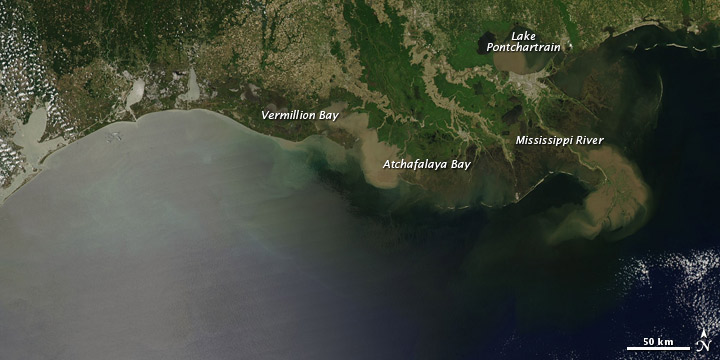 Lake
Pontchartrain
Vermillion Bay
Mississippi River
Atchafalaya Bay
50 km
N